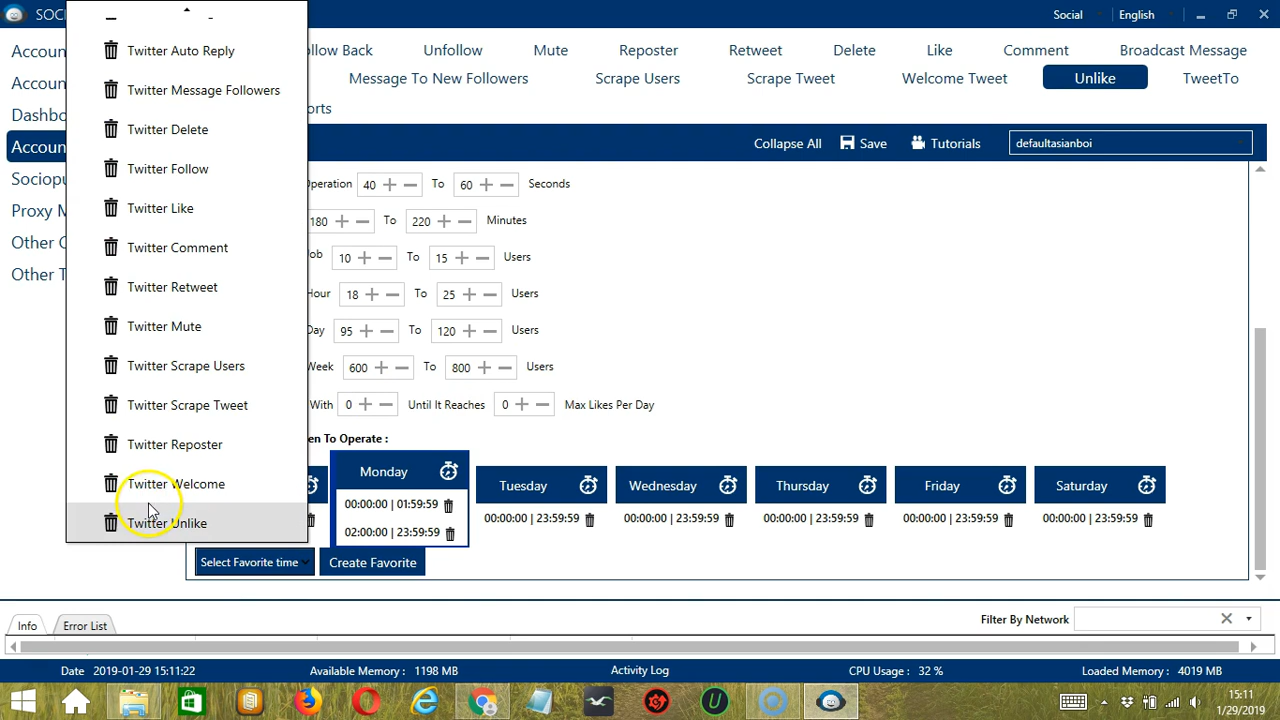 SOCI
Social
English
Accoun
Accoun
Dashbo
Accoun
Sociopu
Proxy M
Other C
Other T
Twitter Auto Reply
Twitter Message Followers
Twitter Delete
Twitter Follow
Twitter Like
Twitter Comment
Twitter Retweet
Twitter Mute
Twitter Scrape Users
Twitter Scrape Tweet
Twitter Reposter
Twitter Welcome
Twitter Unlike
llow Back Unfollow Mute Reposter Retweet Delete Like Comment Broadcast Message
Message To New Followers Scrape Users Scrape Tweet Welcome Tweet Unlike TweetTo
orts
Collapse All Save Tutorials defaultasianboi
Operation 40 To 60 Seconds
180 To 220 Minutes
ob 10 To 15 Users
Hour 18 To 25 Users
Day 95 To 120 Users
Week 600 To 800 Users
With 0 Until It Reaches 0 Max Likes Per Day
en To Operate :
Monday Tuesday Wednesday Thursday Friday Saturday
00:00:00 | 01:59:59 00:00:00 | 23:59:59 00:00:00 | 23:59:59 00:00:00 | 23:59:59 00:00:00 | 23:59:59 00:00:00 | 23:59:59
02:00:00 | 23:59:59
Select Favorite time Create Favorite
Info Error List Filter By Network
Date 2019-01-29 15:11:22 Available Memory : 1198 MB Activity Log CPU Usage : 32 % Loaded Memory : 4019 MB
15:11
1/29/2019